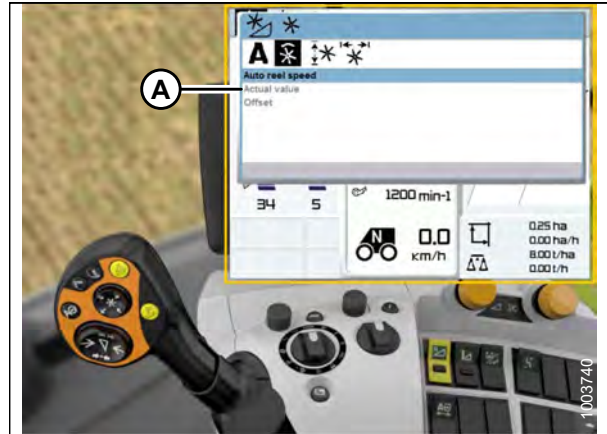 A
Auto reel speed
Actual value
Offset
A
34
5
1200 min-1
N
0.0
км/h
0.25 ha
0.00 ha/h
8.00 t/ha
0.00 t/h
1003740